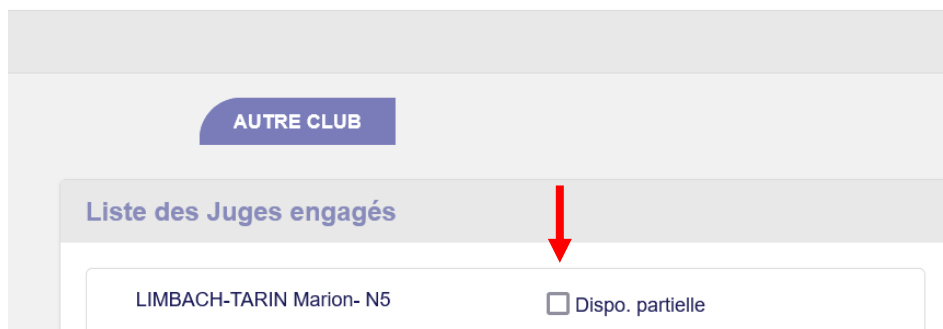 AUTRE CLUB
Liste des Juges engagés
LIMBACH-TARIN Marion- N5
Dispo. partielle